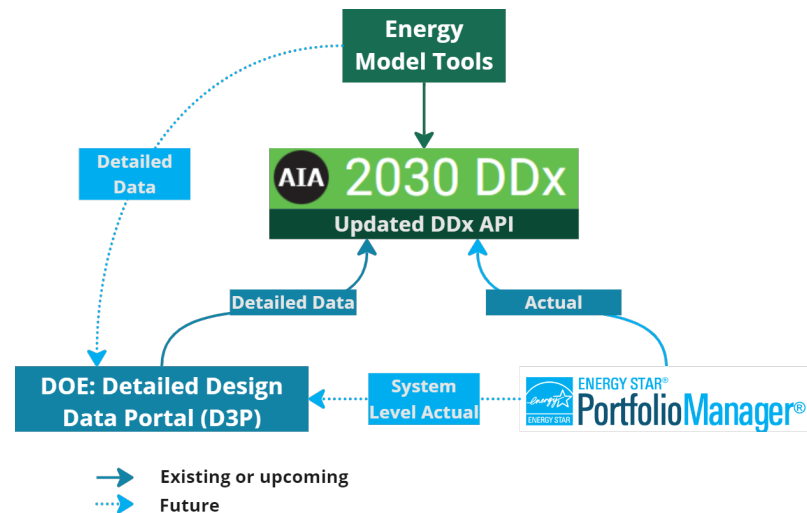 Energy
Model Tools
Detailed
Data
AIA 2030 DDx
Updated DDx API
Detailed Data
Actual
DOE: Detailed Design
Data Portal (D3P)
System
Level Actual
energy
ENERGY STAR
ENERGY STAR®
PortfolioManager®
Existing or upcoming
Future